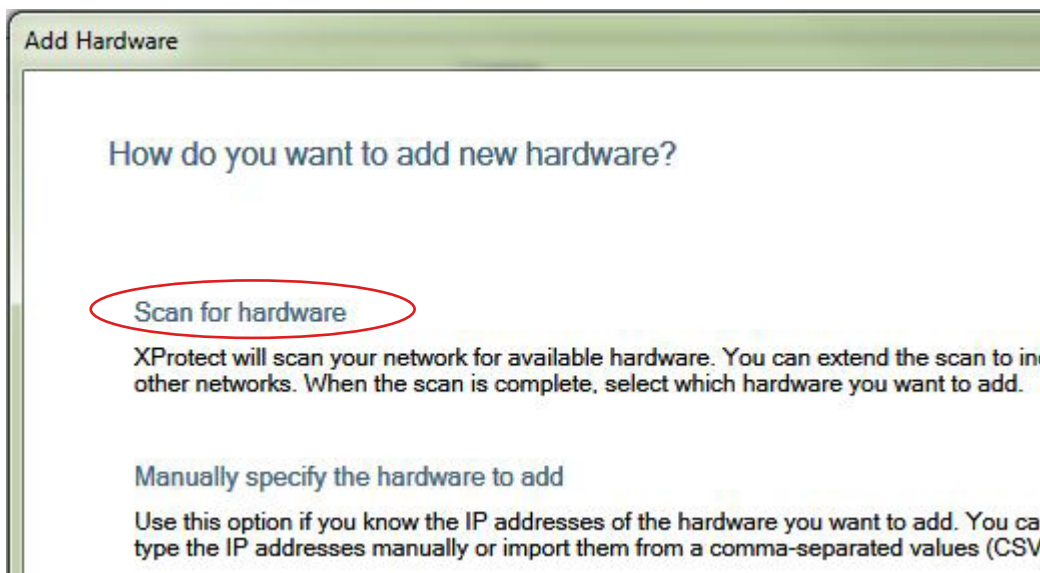 Add Hardware
How do you want to add new hardware?
Scan for hardware
XProtect will scan your network for available hardware. You can extend the scan to
other networks. When the scan is complete, select which hardware you want to add.
Manually specify the hardware to add
Use this option if you know the IP addresses of the hardware you want to add. You
type the IP addresses manually or import them from a comma-separated values (CSV